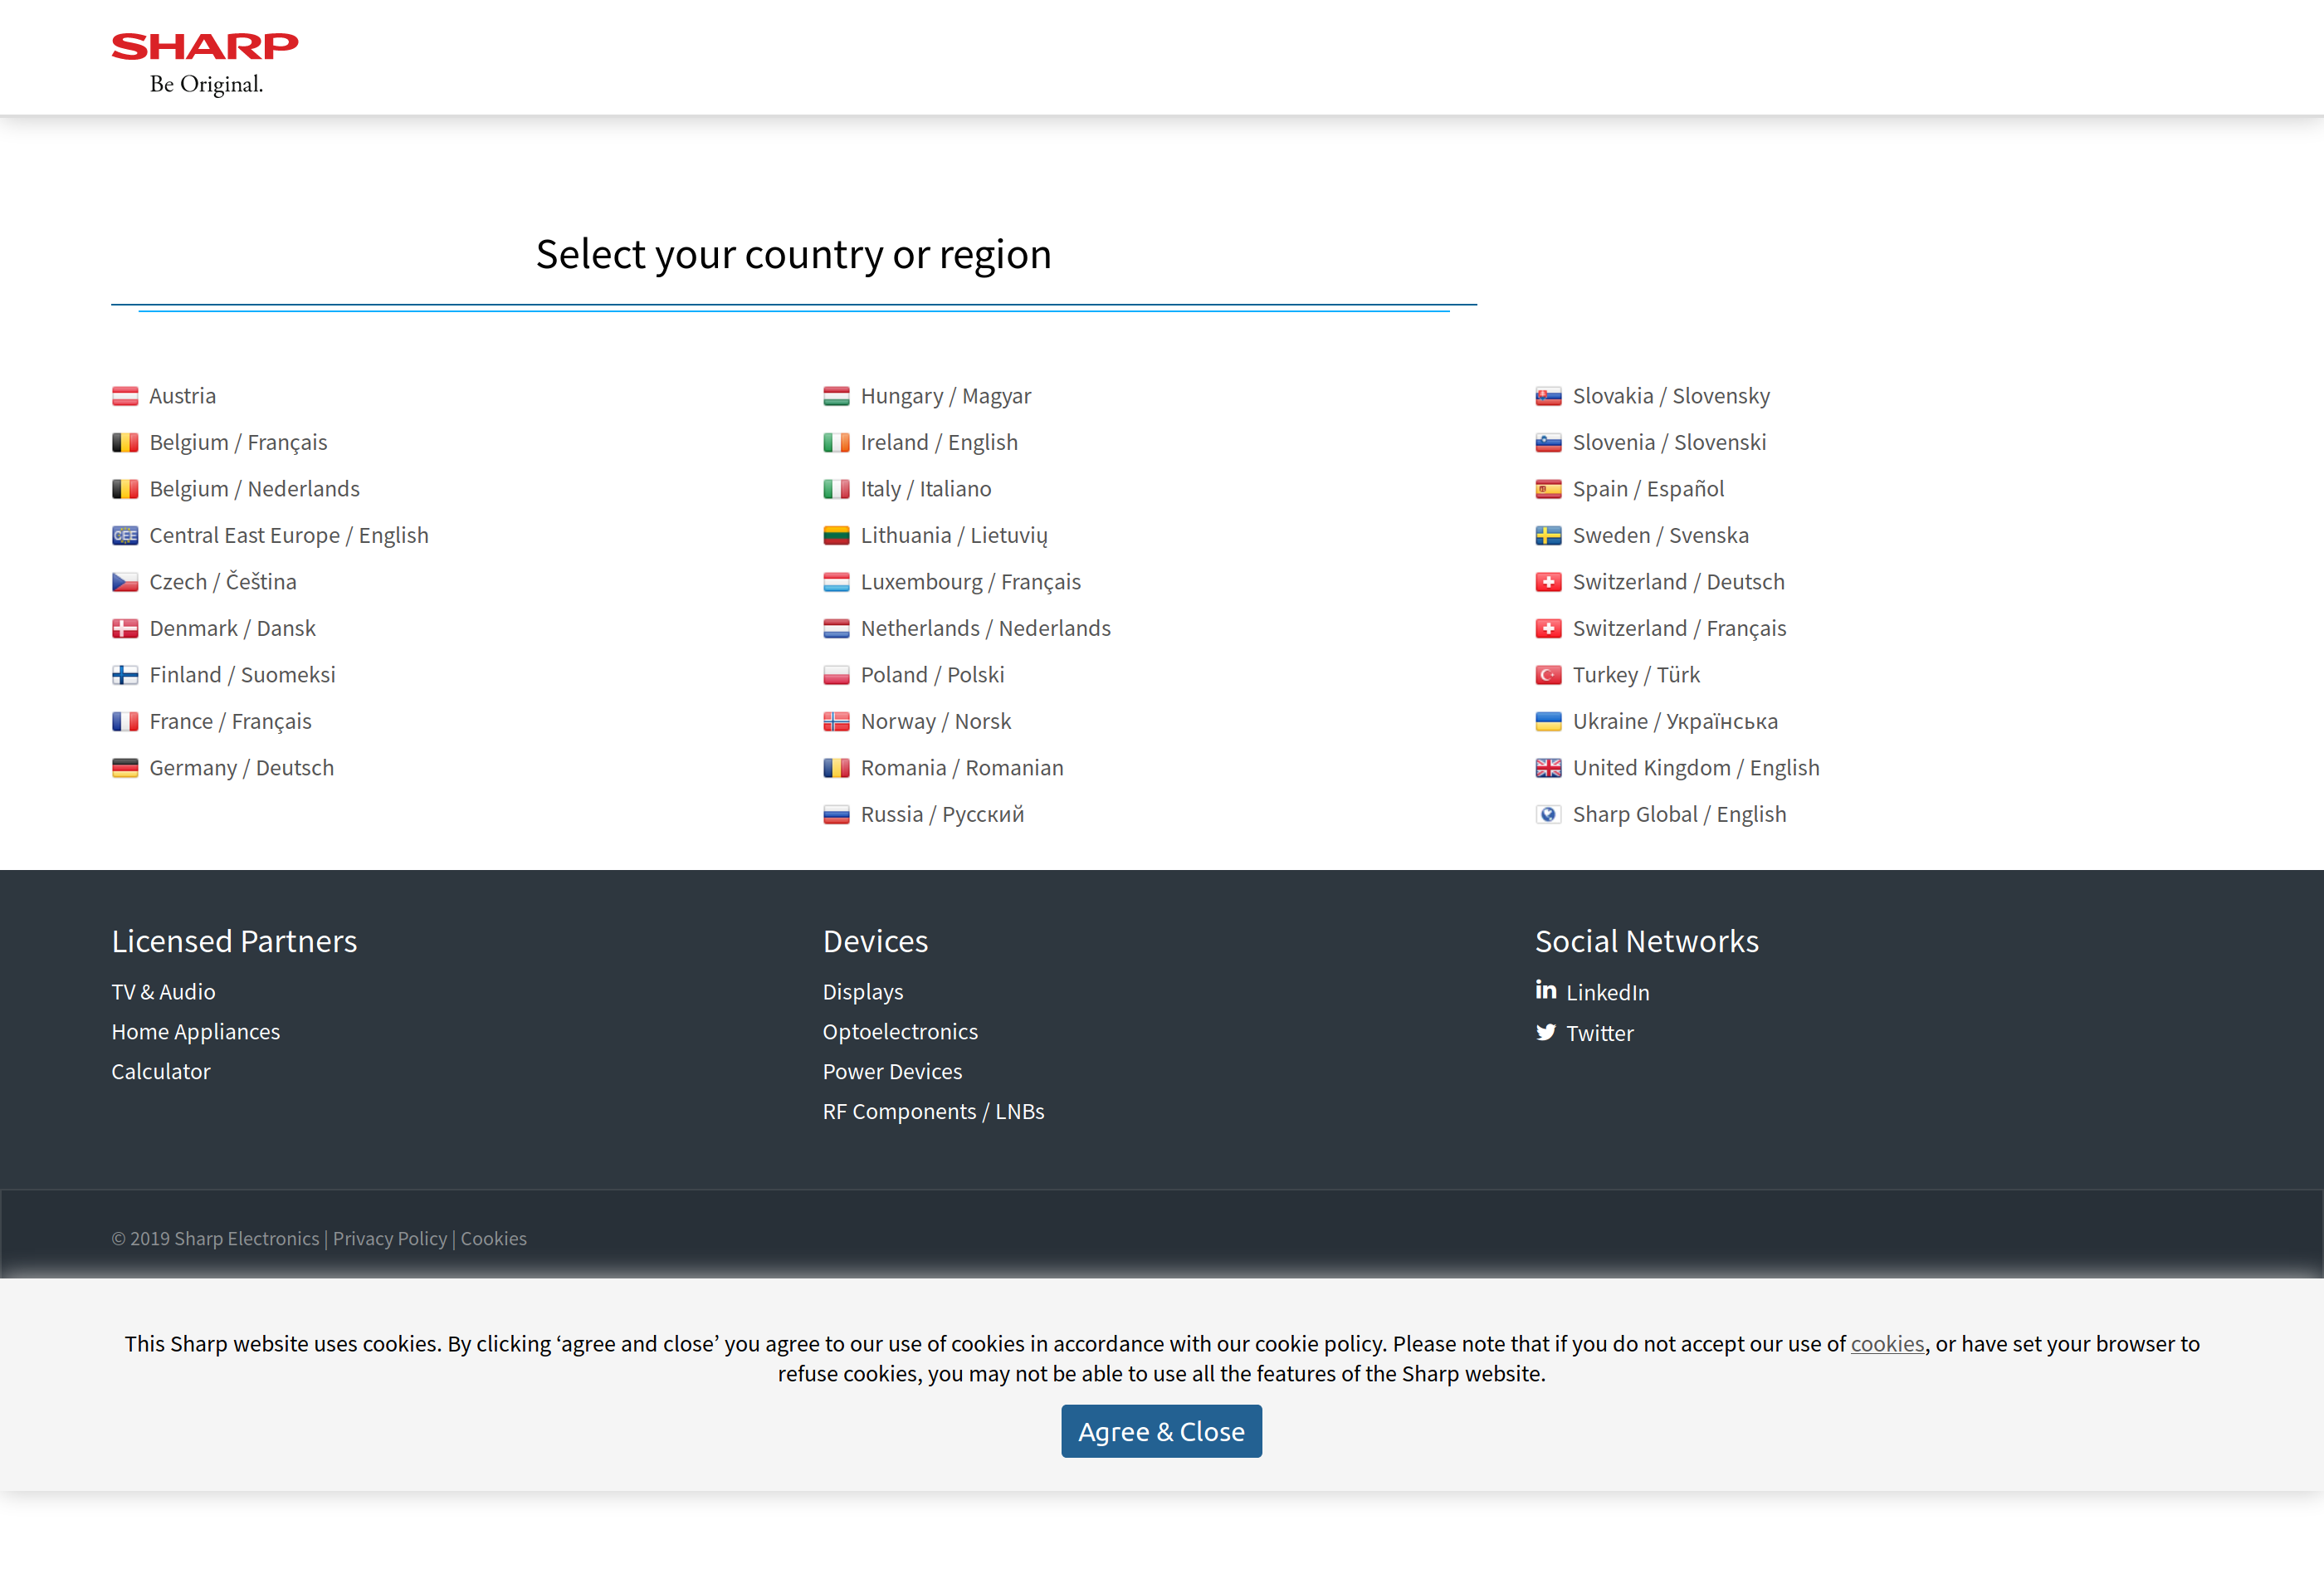 SHARP
Be Original.
Select your country or region
Austria
Belgium / Français
Belgium / Nederlands
CEE Central East Europe / English
Czech / Čeština
Denmark / Dansk
Finland / Suomeksi
France / Français
Germany / Deutsch
Hungary / Magyar
Ireland / English
Italy / Italiano
Lithuania / Lietuvių
Luxembourg / Français
Netherlands / Nederlands
Poland / Polski
Norway / Norsk
Romania / Romanian
Russia / Русский
Slovakia / Slovensky
Slovenia / Slovenski
Spain / Español
Sweden / Svenska
Switzerland / Deutsch
Switzerland / Français
Turkey / Türk
Ukraine / Українська
United Kingdom / English
Sharp Global / English
Licensed Partners
TV & Audio
Home Appliances
Calculator
Devices
Displays
Optoelectronics
Power Devices
RF Components / LNBs
Social Networks
LinkedIn
Twitter
© 2019 Sharp Electronics | Privacy Policy | Cookies
This Sharp website uses cookies. By clicking ‘agree and close’ you agree to our use of cookies in accordance with our cookie policy. Please note that if you do not accept our use of cookies, or have set your browser to
refuse cookies, you may not be able to use all the features of the Sharp website.
Agree & Close